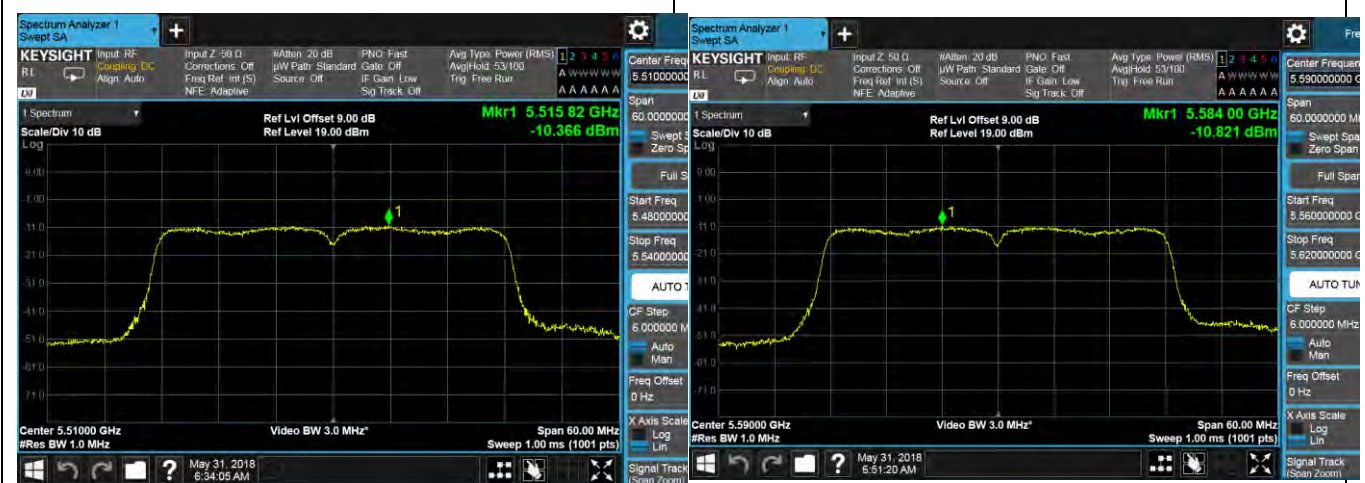 Spectrum Analyzer 1
Swept SA
+
KEYSIGHT
RL
Input: RF
Coupling: DC
Align: Auto
Input Z: 50 Ω
Corrections: Off
Freq Ref: Int (S)
NFE: Adaptive
#Atten: 20 dB
µW Path: Standard
Source: Off
PNO: Fast
Gate: Off
IF Gain: Low
Sig Track: Off
Avg Type: Power (RMS)
Avg|Hold: 53/100
Trig: Free Run
1 2 3 4 5 6
A W W W W W
A A A A A A
LXI
1 Spectrum
Scale/Div 10 dB
Log
Ref Lvl Offset 9.00 dB
Ref Level 19.00 dBm
Mkr1 5.515 82 GHz
-10.366 dBm
9.00
-1.00
-11.0
-21.0
-31.0
-41.0
-51.0
-61.0
-71.0
1
Center 5.51000 GHz
#Res BW 1.0 MHz
Video BW 3.0 MHz*
Span 60.00 MHz
Sweep 1.00 ms (1001 pts)
May 31, 2018
6:34:05 AM
?
Center Freq
5.51000000
Span
60.0000000
Swept S
Zero Sp
Full S
Start Freq
5.48000000
Stop Freq
5.54000000
AUTO T
CF Step
6.000000 M
Auto
Man
Freq Offset
0 Hz
X Axis Scale
Log
Lin
Signal Track
(Span Zoom)
Spectrum Analyzer 1
Swept SA
+
KEYSIGHT
RL
Input: RF
Coupling: DC
Align: Auto
Input Z: 50 Ω
Corrections: Off
Freq Ref: Int (S)
NFE: Adaptive
#Atten: 20 dB
µW Path: Standard
Source: Off
PNO: Fast
Gate: Off
IF Gain: Low
Sig Track: Off
Avg Type: Power (RMS)
Avg|Hold: 53/100
Trig: Free Run
1 2 3 4 5 6
A W W W W W
A A A A A A
LXI
1 Spectrum
Scale/Div 10 dB
Log
Ref Lvl Offset 9.00 dB
Ref Level 19.00 dBm
Mkr1 5.584 00 GHz
-10.821 dBm
9.00
-1.00
-11.0
-21.0
-31.0
-41.0
-51.0
-61.0
-71.0
1
Center 5.59000 GHz
#Res BW 1.0 MHz
Video BW 3.0 MHz*
Span 60.00 MHz
Sweep 1.00 ms (1001 pts)
May 31, 2018
6:51:20 AM
?
Fre
Center Frequen
5.590000000 G
Span
60.0000000 MH
Swept Spa
Zero Span
Full Span
Start Freq
5.560000000 G
Stop Freq
5.620000000 G
AUTO TUN
CF Step
6.000000 MHz
Auto
Man
Freq Offset
0 Hz
X Axis Scale
Log
Lin
Signal Track
(Span Zoom)